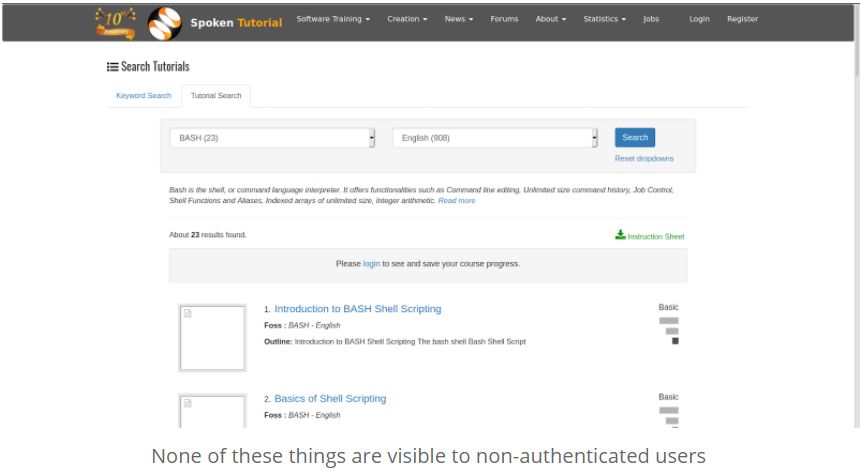 10th
Anniversary
Spoken Tutorial
Software Training Creation News Forums About Statistics Jobs Login Register
Search Tutorials
Keyword Search Tutorial Search
BASH (23) English (908) Search
Reset dropdowns
Bash is the shell, or command language interpreter. It offers functionalities such as Command line editing, Unlimited size command history, Job Control,
Shell Functions and Aliases, Indexed arrays of unlimited size, Integer arithmetic. Read more
About 23 results found. Instruction Sheet
Please login to see and save your course progress.
1. Introduction to BASH Shell Scripting Basic
Foss : BASH - English
Outline: Introduction to BASH Shell Scripting The bash shell Bash Shell Script
2. Basics of Shell Scripting Basic
Foss : BASH - English
None of these things are visible to non-authenticated users